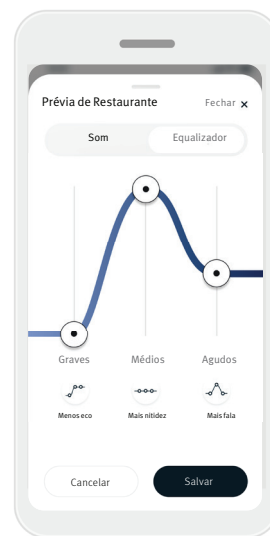 Prévia de Restaurante Fechar ×
Som Equalizador
Graves Médios Agudos
Menos eco Mais nitidez Mais fala
Cancelar Salvar